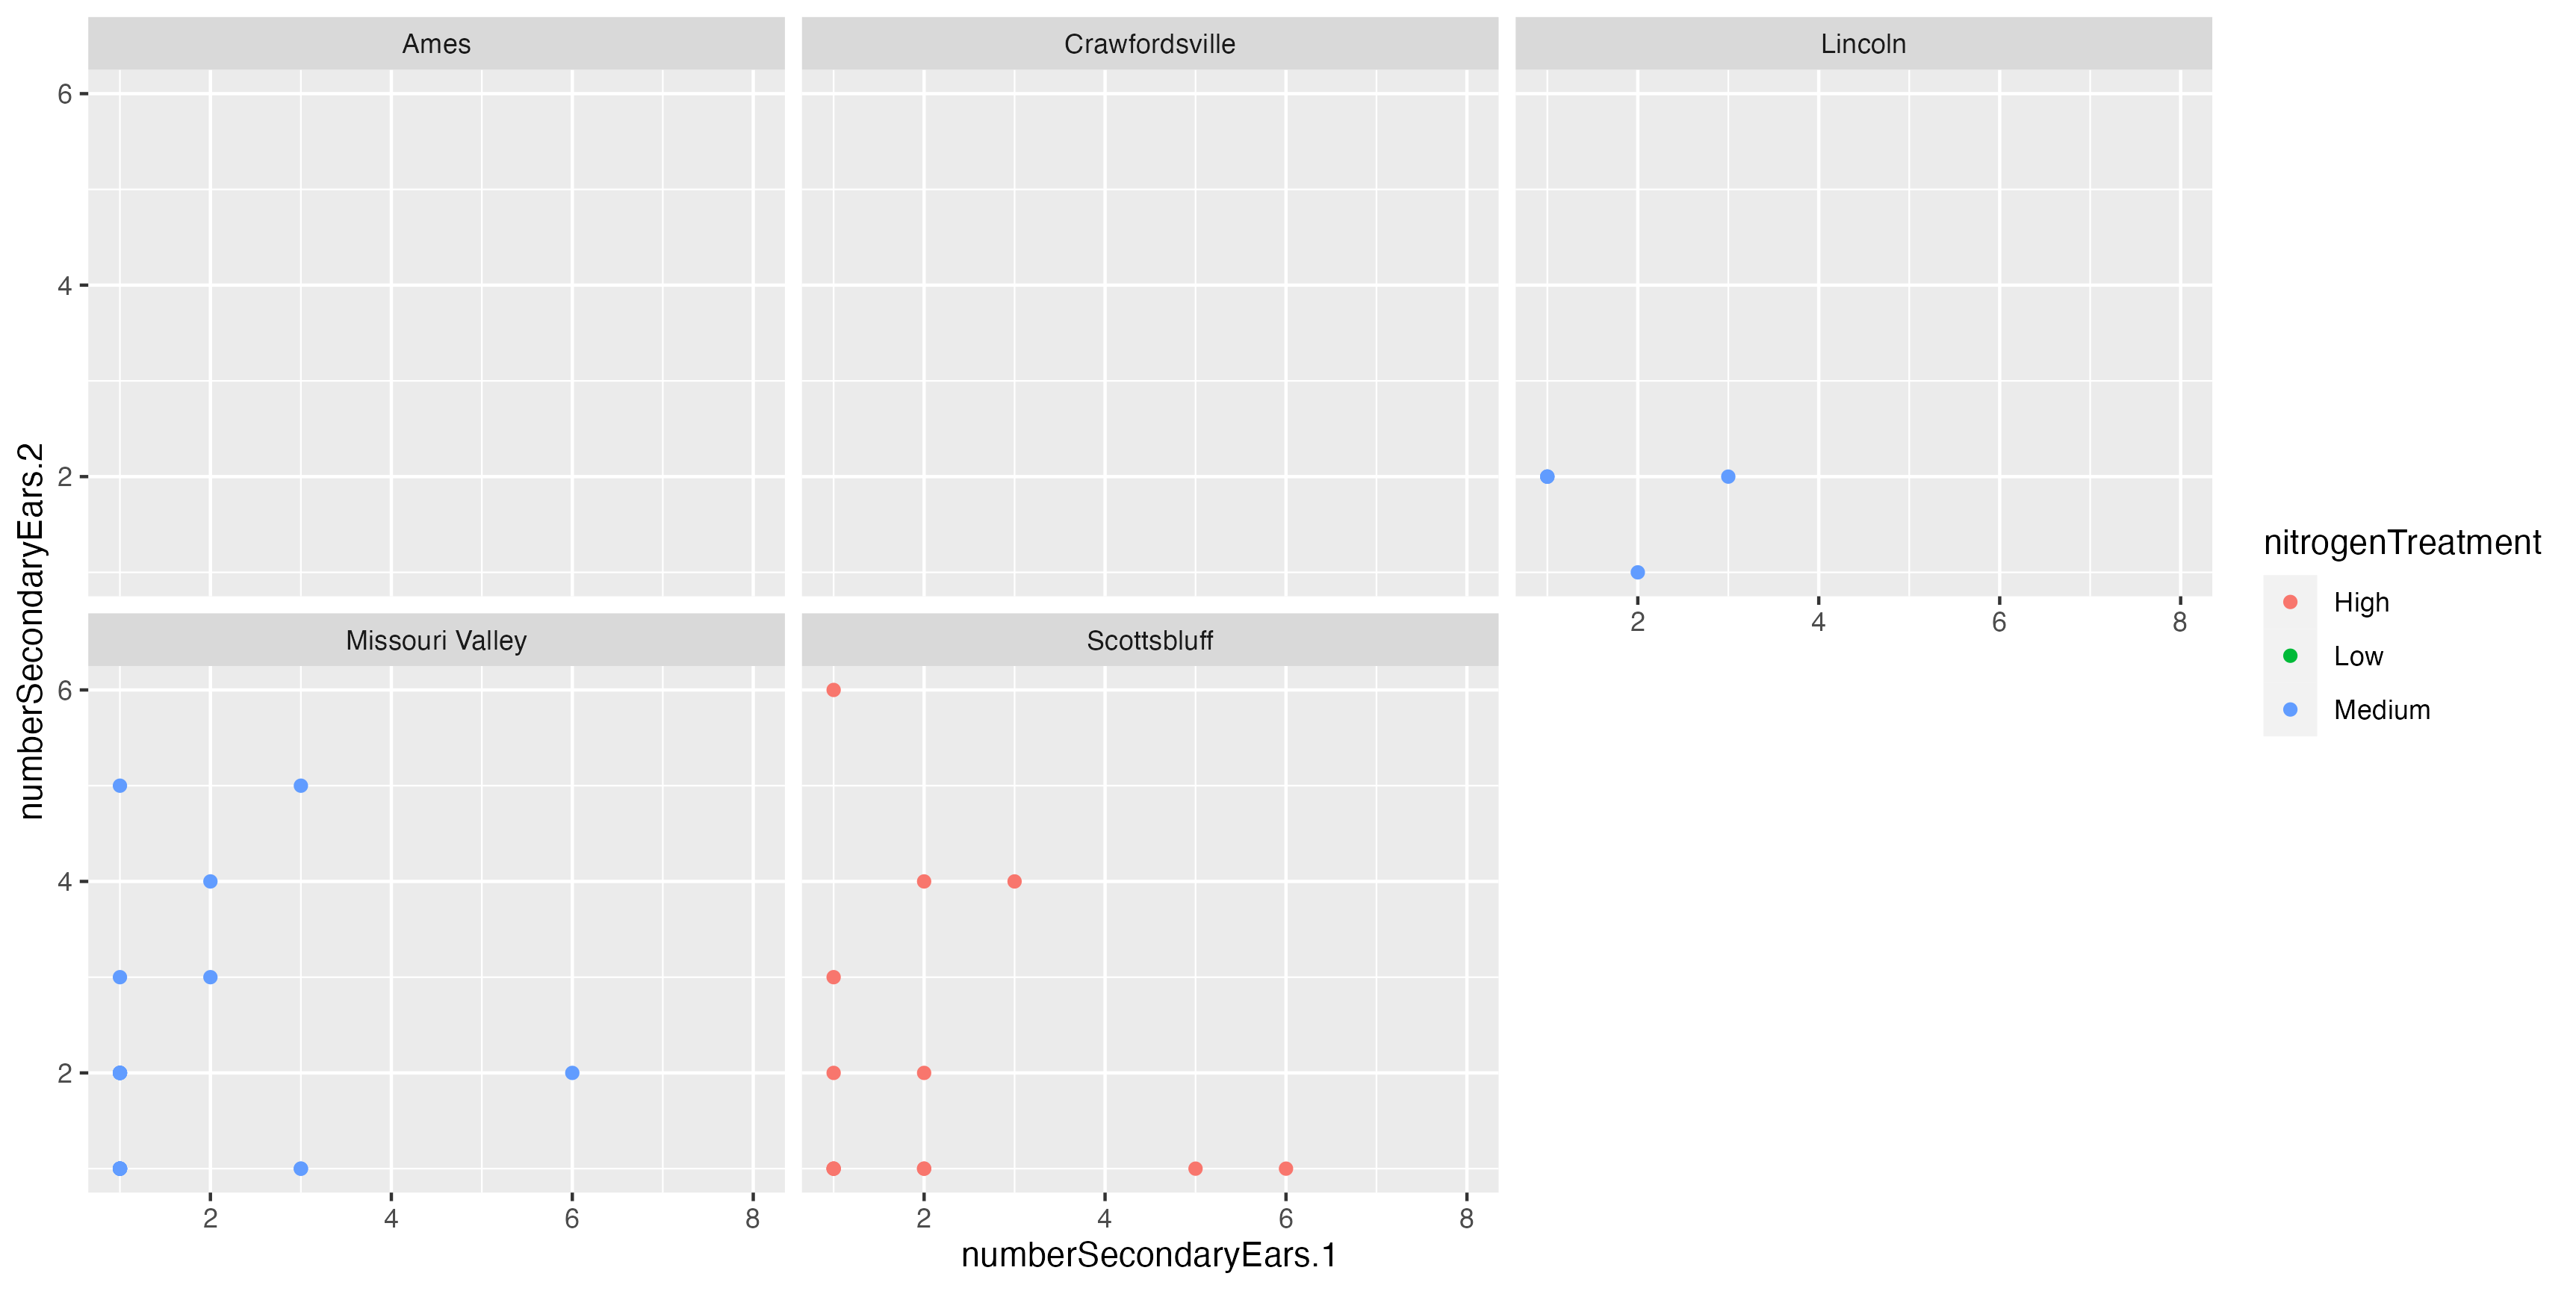 Ames
Crawfordsville
Lincoln
6
4
2
2 4 6 8
Missouri Valley
Scottsbluff
6
4
2
2 4 6 8
2 4 6 8
numberSecondaryEars.1
numberSecondaryEars.2
nitrogenTreatment
High
Low
Medium